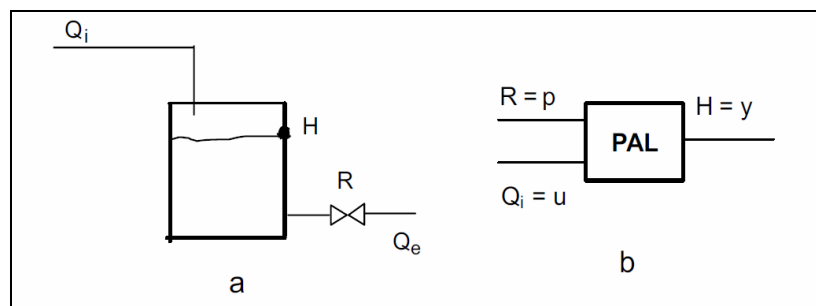 Qi
H
R
Qe
a
R = p
H = y
PAL
Qi = u
b